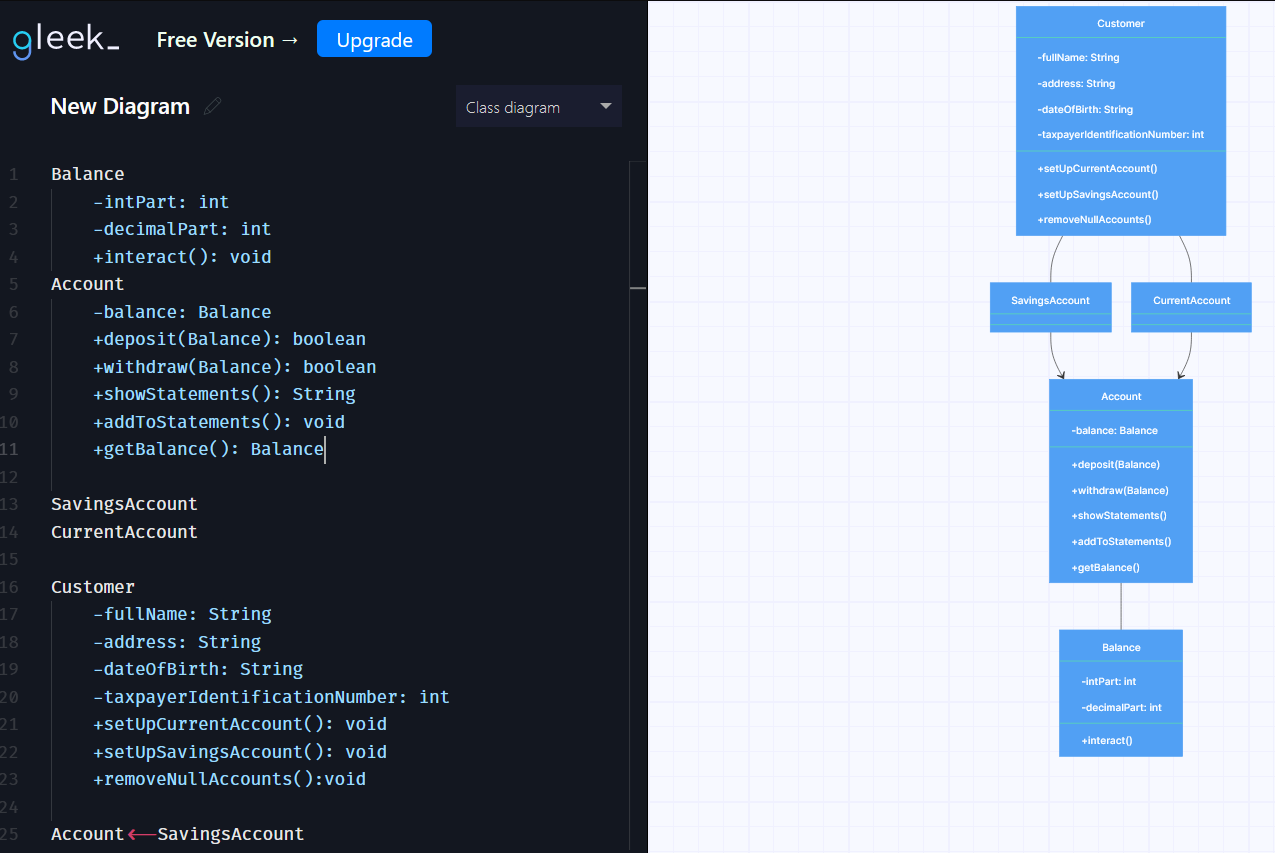 gleek_
Free Version →
Upgrade
New Diagram
Class diagram
1 Balance
2 -intPart: int
3 -decimalPart: int
4 +interact(): void
5 Account
6 -balance: Balance
7 +deposit(Balance): boolean
8 +withdraw(Balance): boolean
9 +showStatements(): String
10 +addToStatements(): void
11 +getBalance(): Balance
12
13 SavingsAccount
14 CurrentAccount
15
16 Customer
17 -fullName: String
18 -address: String
19 -dateOfBirth: String
20 -taxpayerIdentificationNumber: int
21 +setUpCurrentAccount(): void
22 +setUpSavingsAccount(): void
23 +removeNullAccounts():void
24
25 Account<--SavingsAccount
Customer
-fullName: String
-address: String
-dateOfBirth: String
-taxpayerIdentificationNumber: int
+setUpCurrentAccount()
+setUpSavingsAccount()
+removeNullAccounts()
SavingsAccount
CurrentAccount
Account
-balance: Balance
+deposit(Balance)
+withdraw(Balance)
+showStatements()
+addToStatements()
+getBalance()
Balance
-intPart: int
-decimalPart: int
+interact()